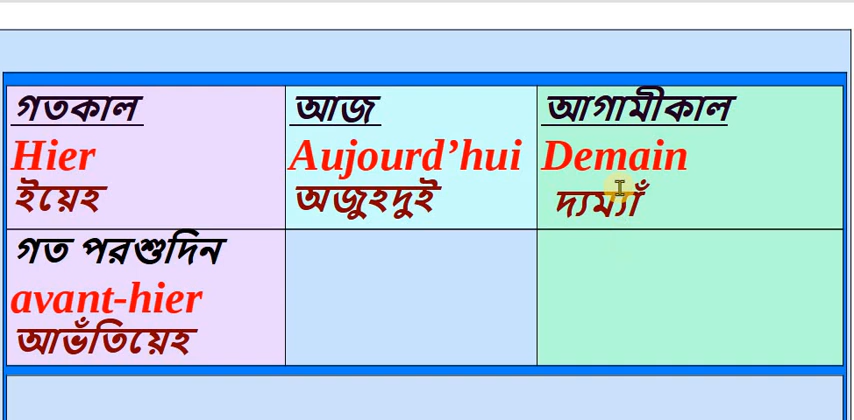 গতকাল
Hier
ইয়েহ
আজ
Aujourd’hui
অজুহদুই
আগামীকাল
Demain
দ্যম্যাঁ
গত পরশুদিন
avant-hier
আভঁতিয়েহ